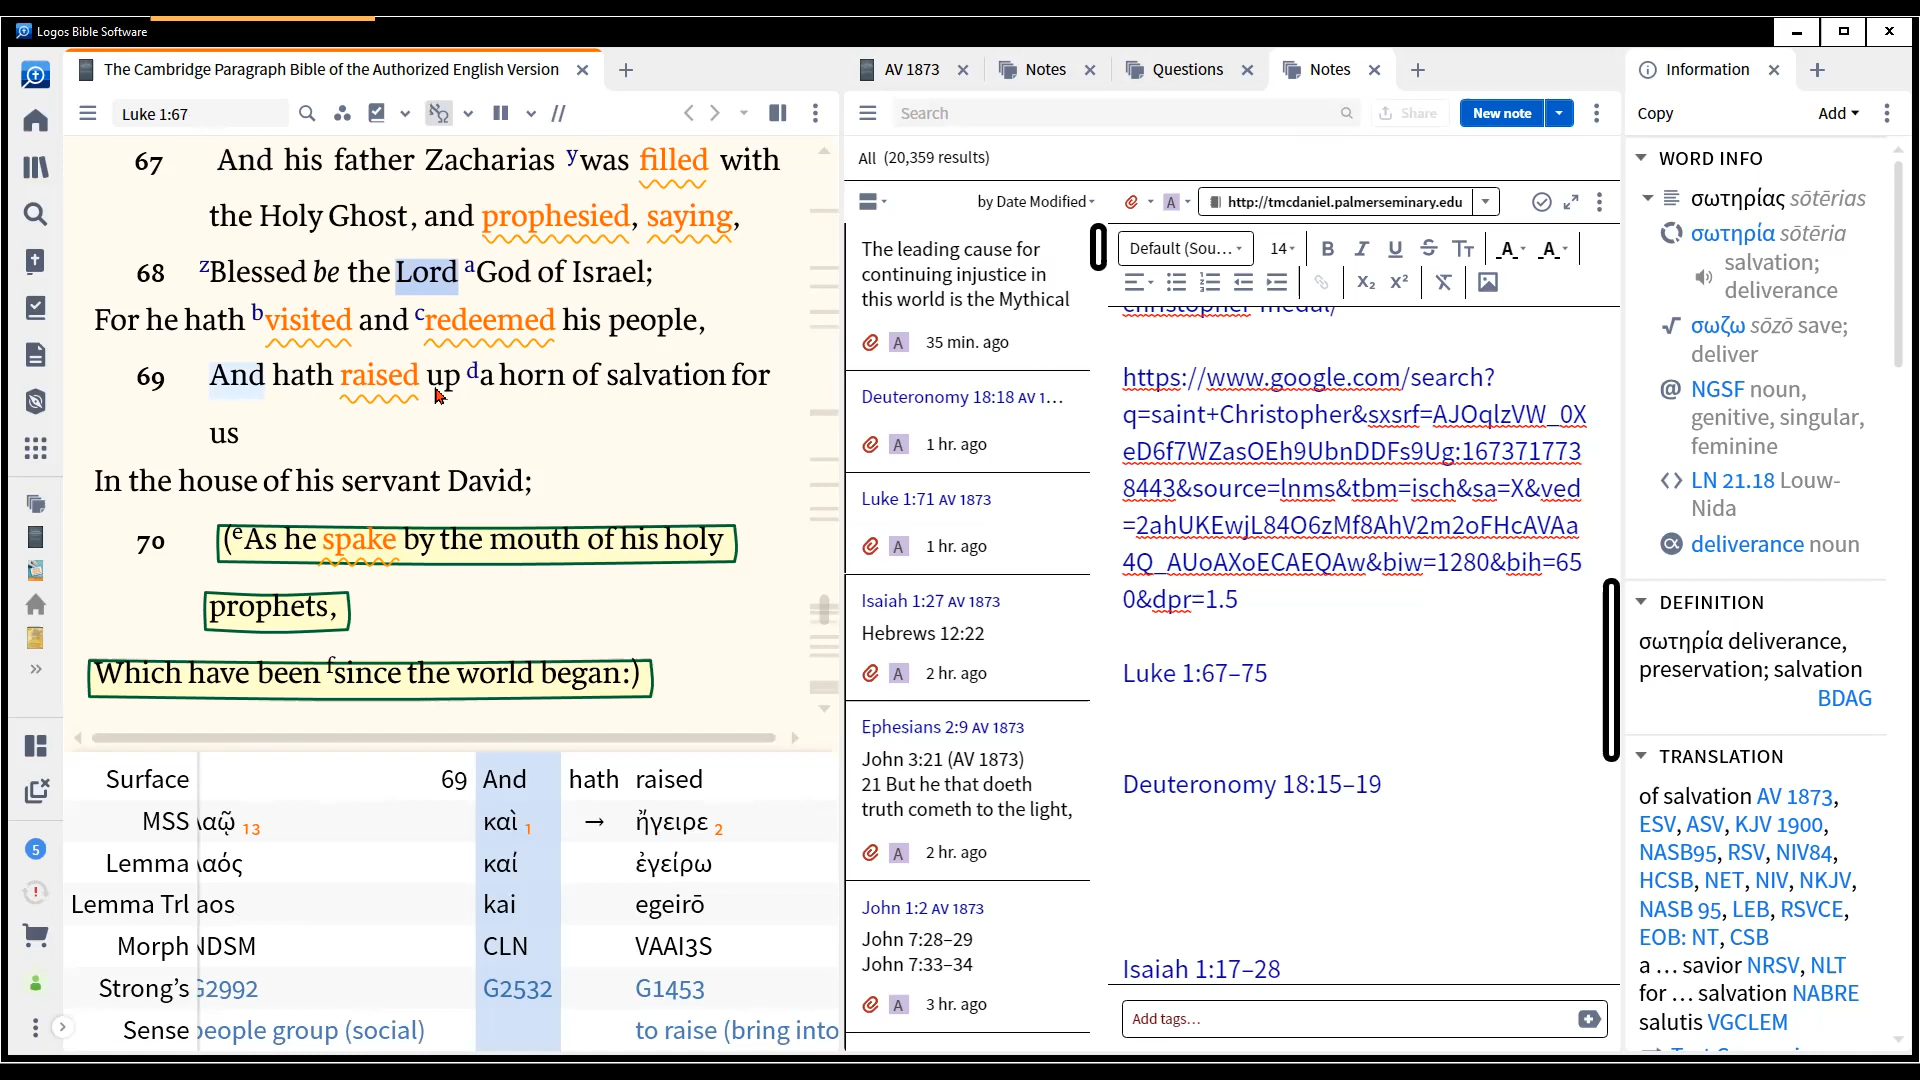 Logos Bible Software
The Cambridge Paragraph Bible of the Authorized English Version
Luke 1:67
67 And his father Zacharias ʸwas filled with
the Holy Ghost, and prophesied, saying,
68 ᶻBlessed be the Lord ᵃGod of Israel;
For he hath ᵇvisited and ᶜredeemed his people,
69 And hath raised up ᵈa horn of salvation for
us
In the house of his servant David;
70 (ᵉAs he spake by the mouth of his holy
prophets,
Which have been ᶠsince the world began:)
Surface 69 And hath raised
MSS λαῷ 13 καὶ 1 → ἤγειρε 2
Lemma λαός καί ἐγείρω
Lemma Trl aos kai egeirō
Morph NDSM CLN VAAI3S
Strong's G2992 G2532 G1453
Sense people group (social) to raise (bring into
5
AV 1873
Notes
Questions
Notes
Search
Share
New note
All (20,359 results)
by Date Modified
The leading cause for
continuing injustice in
this world is the Mythical
A 35 min. ago
Deuteronomy 18:18 AV 1…
A 1 hr. ago
Luke 1:71 AV 1873
A 1 hr. ago
Isaiah 1:27 AV 1873
Hebrews 12:22
A 2 hr. ago
Ephesians 2:9 AV 1873
John 3:21 (AV 1873)
21 But he that doeth
truth cometh to the light,
A 2 hr. ago
John 1:2 AV 1873
John 7:28–29
John 7:33–34
A 3 hr. ago
A http://tmcdaniel.palmerseminary.edu
Default (Sou… 14 B I U S TT A A
X₂ X²
christopher-medal/
https://www.google.com/search?
q=saint+Christopher&sxsrf=AJOqlzVW_0X
eD6f7WZasOEh9UbnDDFs9Ug:167371773
8443&source=lnms&tbm=isch&sa=X&ved
=2ahUKEwjL84O6zMf8AhV2m2oFHcAVAa
4Q_AUoAXoECAEQAw&biw=1280&bih=65
0&dpr=1.5
Luke 1:67–75
Deuteronomy 18:15–19
Isaiah 1:17–28
Add tags…
Information
Copy Add
WORD INFO
σωτηρίας sōtērias
σωτηρία sōtēria
salvation;
deliverance
σωζω sōzō save;
deliver
NGSF noun,
genitive, singular,
feminine
LN 21.18 Louw-
Nida
deliverance noun
DEFINITION
σωτηρία deliverance,
preservation; salvation
BDAG
TRANSLATION
of salvation AV 1873,
ESV, ASV, KJV 1900,
NASB95, RSV, NIV84,
HCSB, NET, NIV, NKJV,
NASB 95, LEB, RSVCE,
EOB: NT, CSB
a … savior NRSV, NLT
for … salvation NABRE
salutis VGCLEM